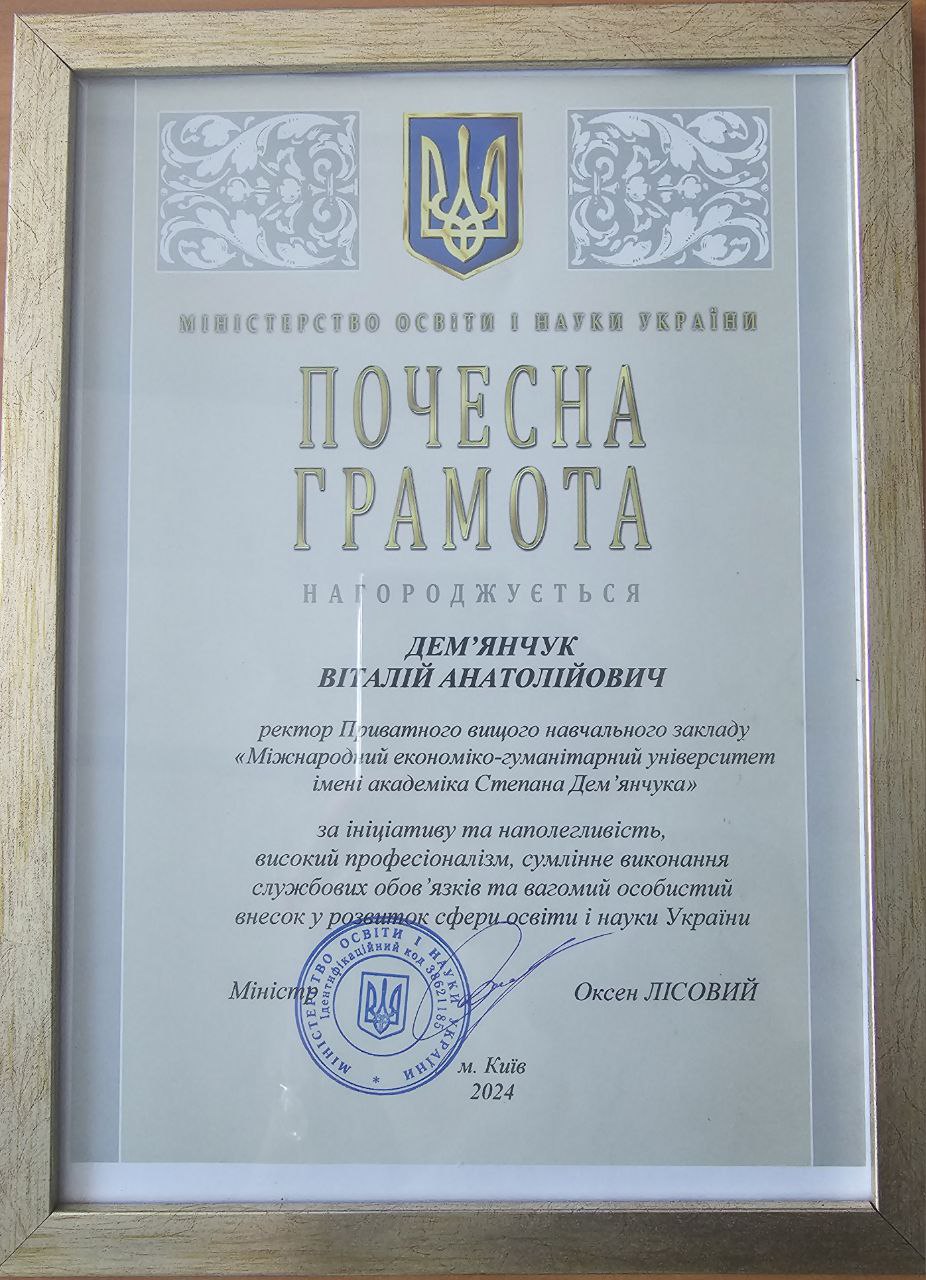 МІНІСТЕРСТВО ОСВІТИ І НАУКИ УКРАЇНИ
ПОЧЕСНА
ГРАМОТА
НАГОРОДЖУЄТЬСЯ
ДЕМ’ЯНЧУК
ВІТАЛІЙ АНАТОЛІЙОВИЧ
ректор Приватного вищого навчального закладу
«Міжнародний економіко-гуманітарний університет
імені академіка Степана Дем’янчука»
за ініціативу та наполегливість,
високий професіоналізм, сумлінне виконання
службових обов’язків та вагомий особистий
внесок у розвиток сфери освіти і науки України
Міністр Оксен ЛІСОВИЙ
МІНІСТЕРСТВО ОСВІТИ І НАУКИ УКРАЇНИ *
Ідентифікаційний код 38621185
м. Київ
2024